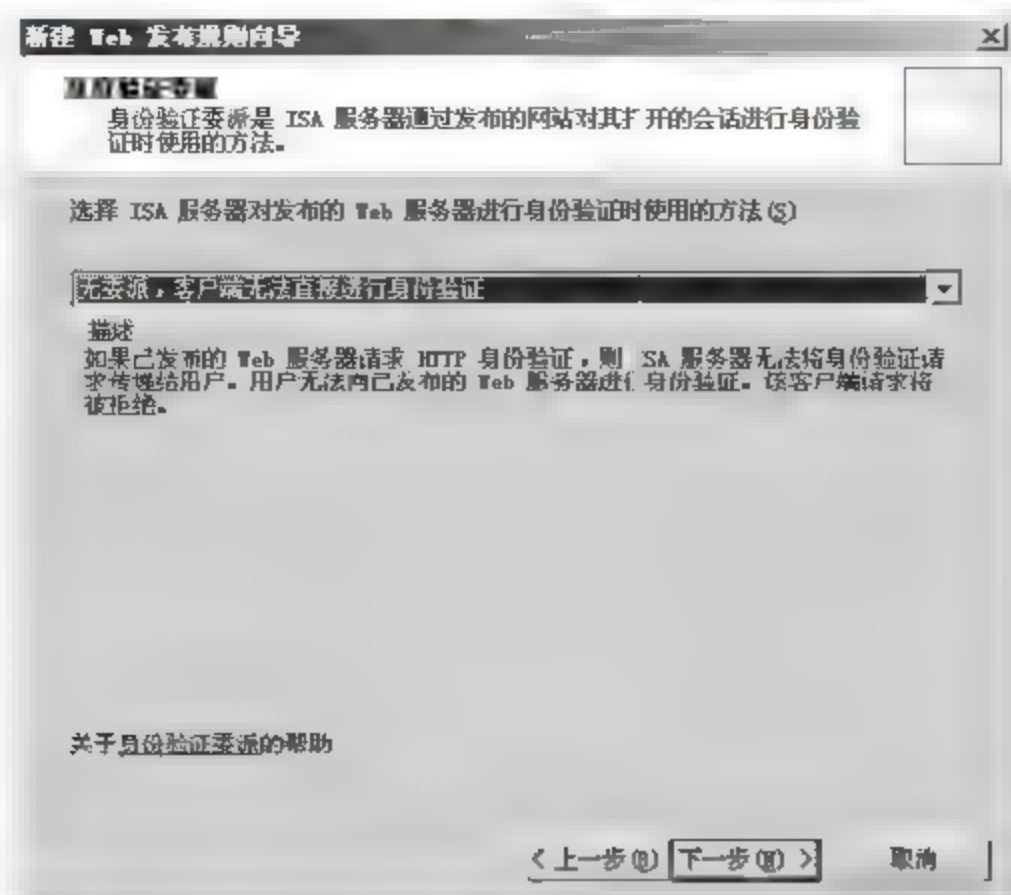 新建 Web 发布规则向导
身份验证委派
身份验证委派是 ISA 服务器通过发布的网站对其打开的会话进行身份验
证时使用的方法。
选择 ISA 服务器对发布的 Web 服务器进行身份验证时使用的方法(S)
无委派，客户端无法直接进行身份验证
描述
如果已发布的 Web 服务器请求 HTTP 身份验证，则 ISA 服务器无法将身份验证请
求传递给用户。用户无法向已发布的 Web 服务器进行身份验证。该客户端请求将
被拒绝。
关于身份验证委派的帮助
< 上一步(B) 下一步(N) > 取消